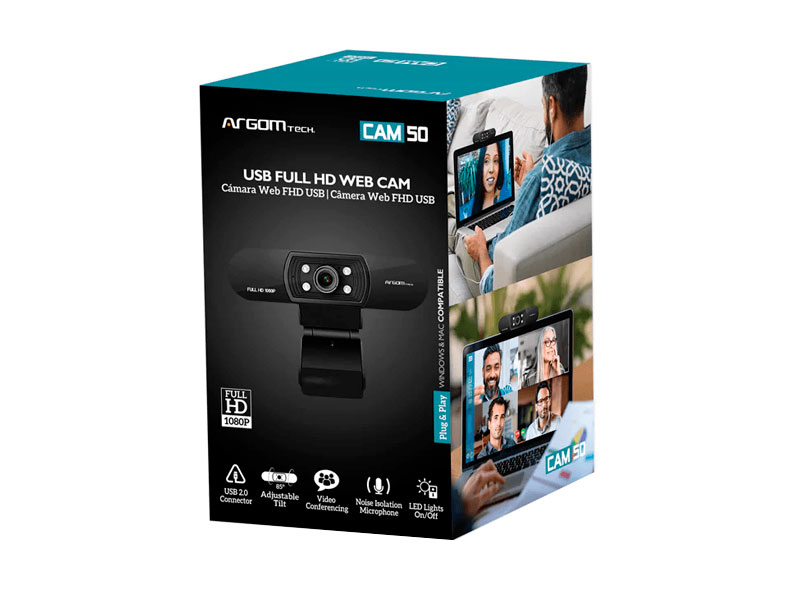 ARGOMTECH
CAM 50
USB FULL HD WEB CAM
Cámara Web FHD USB | Câmera Web FHD USB
FULL HD 1080P
ARGOMTECH
FULL
HD
1080P
USB 2.0
Connector
85°
Adjustable
Tilt
Video
Conferencing
Noise Isolation
Microphone
LED Lights
On/Off
Plug & Play WINDOWS & MAC COMPATIBLE
CAM 50